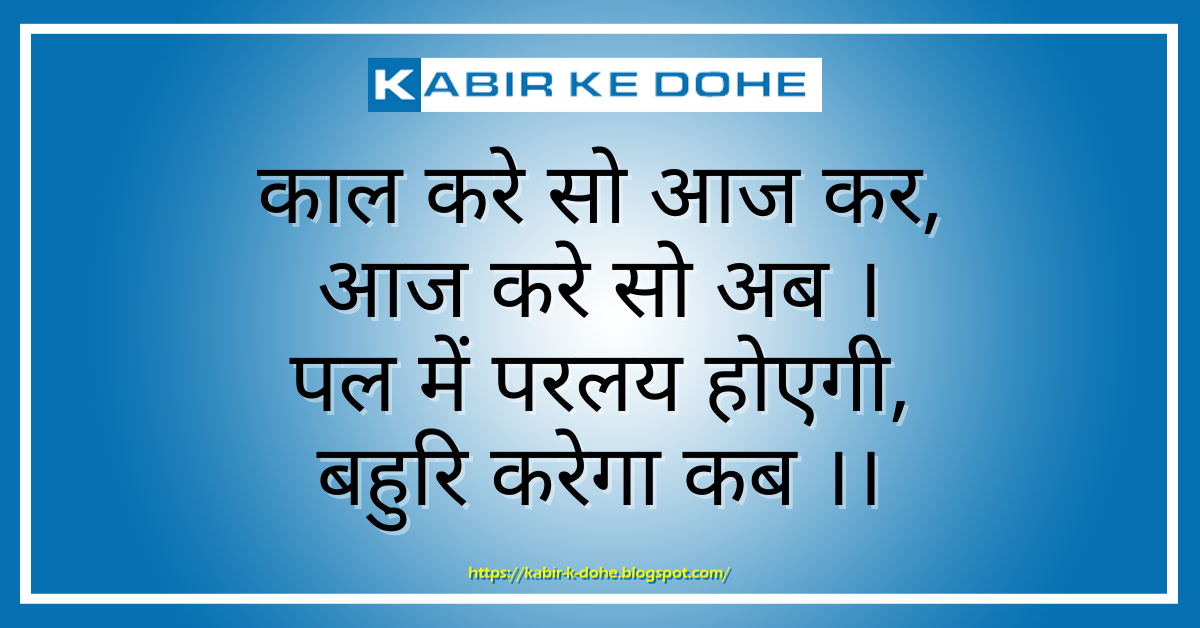 KABIR KE DOHE
काल करे सो आज कर,
आज करे सो अब ।
पल में परलय होएगी,
बहुरि करेगा कब ।।
https://kabir-k-dohe.blogspot.com/